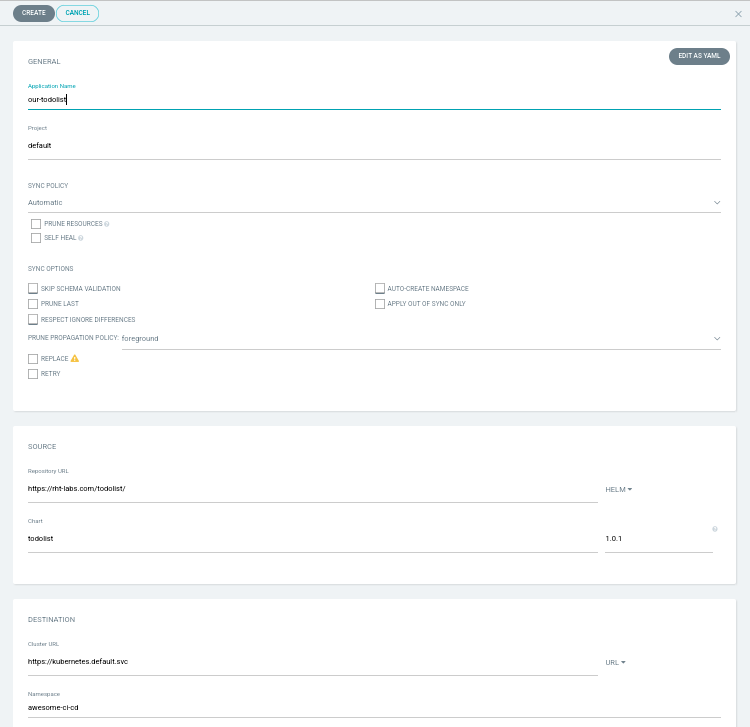 CREATE CANCEL
GENERAL
EDIT AS YAML
Application Name
our-todolist
Project
default
SYNC POLICY
Automatic
PRUNE RESOURCES
SELF HEAL
SYNC OPTIONS
SKIP SCHEMA VALIDATION AUTO-CREATE NAMESPACE
PRUNE LAST APPLY OUT OF SYNC ONLY
RESPECT IGNORE DIFFERENCES
PRUNE PROPAGATION POLICY: foreground
REPLACE
RETRY
SOURCE
Repository URL
https://rht-labs.com/todolist/ HELM
Chart
todolist 1.0.1
DESTINATION
Cluster URL
https://kubernetes.default.svc URL
Namespace
awesome-ci-cd